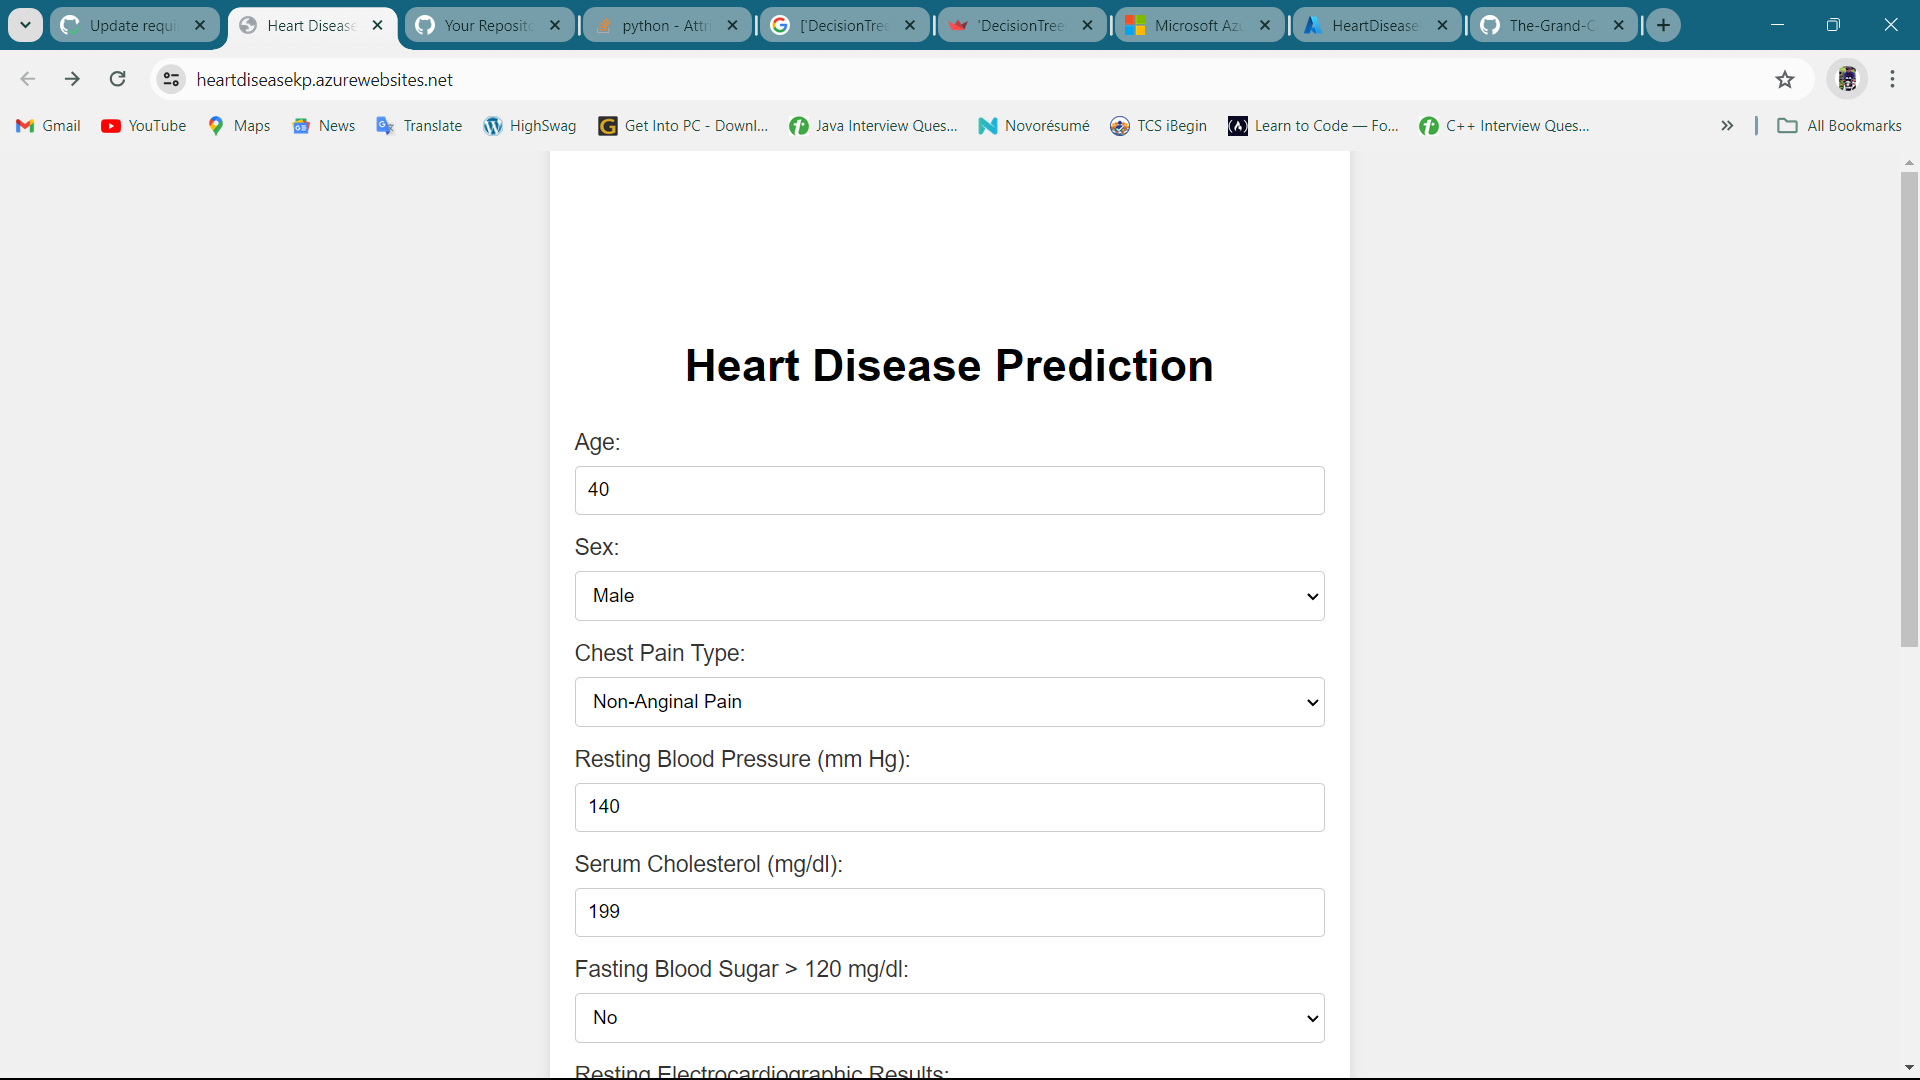 Update requi
Heart Disease
Your Reposito
python - Attri
['DecisionTree
'DecisionTree
Microsoft Azu
HeartDisease
The-Grand-C
heartdiseasekp.azurewebsites.net
Gmail
YouTube
Maps
News
Translate
HighSwag
Get Into PC - Downl...
Java Interview Ques...
Novorésumé
TCS iBegin
Learn to Code — Fo...
C++ Interview Ques...
All Bookmarks
Heart Disease Prediction
Age:
40
Sex:
Male
Chest Pain Type:
Non-Anginal Pain
Resting Blood Pressure (mm Hg):
140
Serum Cholesterol (mg/dl):
199
Fasting Blood Sugar > 120 mg/dl:
No
Resting Electrocardiographic Results: